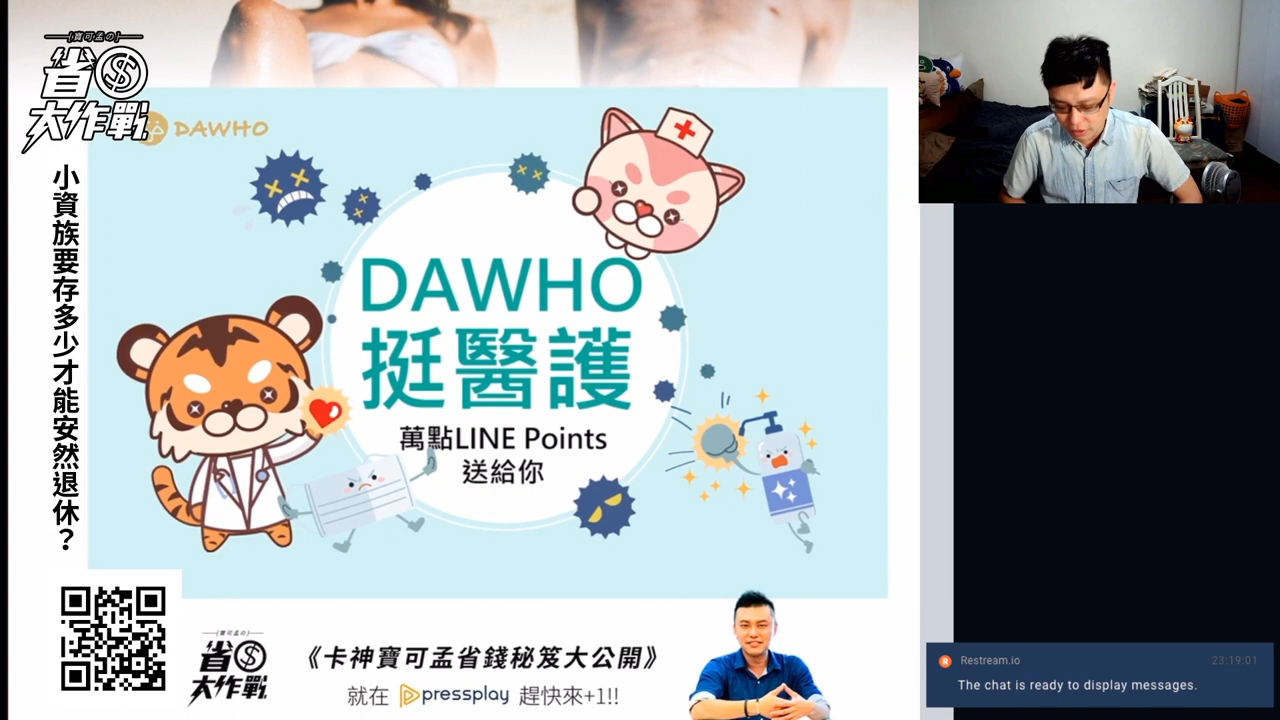 {寶可孟の}
省
大作戰
DAWHO
小資族要存多少才能安然退休？
DAWHO
挺醫護
萬點LINE Points
送給你
{寶可孟の}
省
大作戰
《卡神寶可孟省錢秘笈大公開》
就在 pressplay 趕快來+1!!
Restream.io
23:19:01
The chat is ready to display messages.